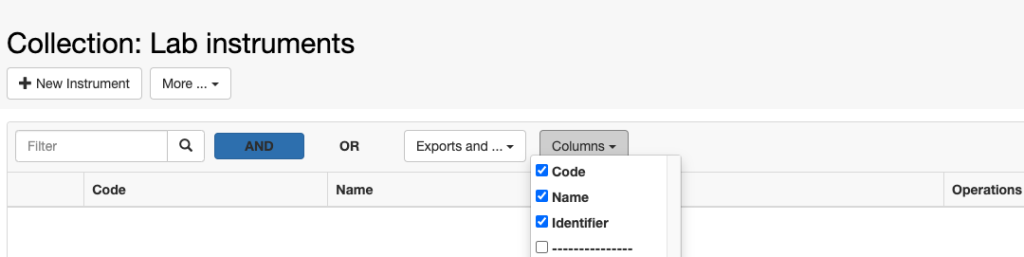 Collection: Lab instruments
+ New Instrument More ...
Filter AND OR Exports and ... Columns
Code
Name
Identifier
---------------
Code Name Operations